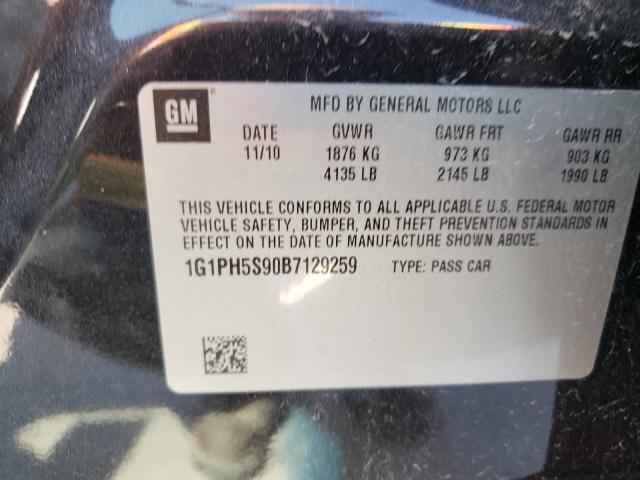 GM
MFD BY GENERAL MOTORS LLC
DATE GVWR GAWR FRT GAWR RR
11/10 1876 KG 973 KG 903 KG
4135 LB 2145 LB 1990 LB
THIS VEHICLE CONFORMS TO ALL APPLICABLE U.S. FEDERAL MOTOR
VEHICLE SAFETY, BUMPER, AND THEFT PREVENTION STANDARDS IN
EFFECT ON THE DATE OF MANUFACTURE SHOWN ABOVE.
1G1PH5S90B7129259 TYPE: PASS CAR